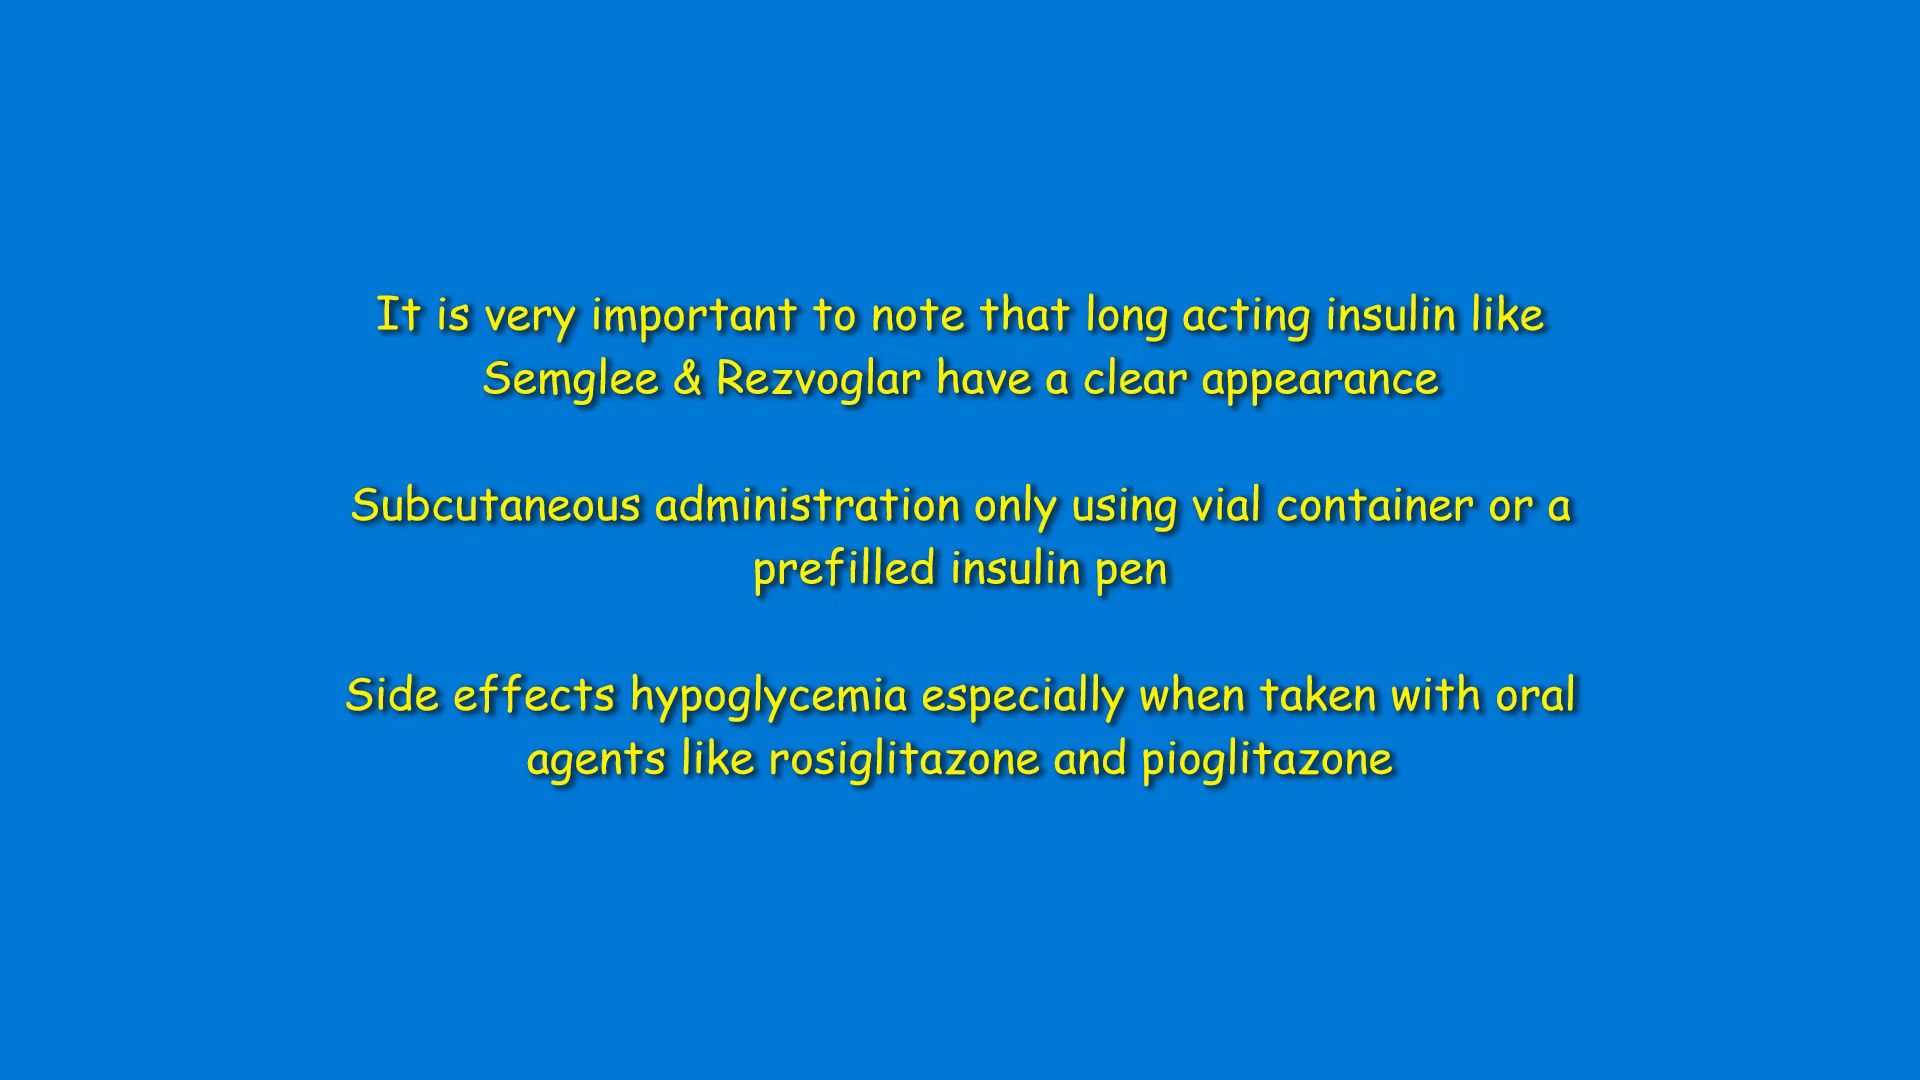 It is very important to note that long acting insulin like
Semglee & Rezvoglar have a clear appearance
Subcutaneous administration only using vial container or a
prefilled insulin pen
Side effects hypoglycemia especially when taken with oral
agents like rosiglitazone and pioglitazone